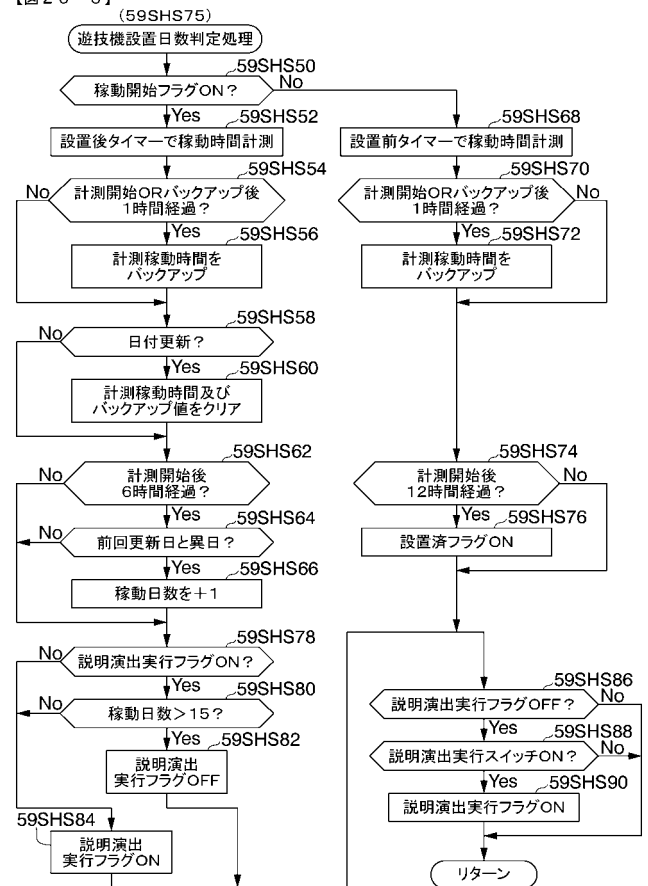 (59SHS75)
遊技機設置日数判定処理
59SHS50
稼動開始フラグON？
No
Yes
59SHS52
設置後タイマーで稼動時間計測
59SHS54
計測開始ORバックアップ後
1時間経過？
No
Yes
59SHS56
計測稼動時間を
バックアップ
59SHS58
日付更新？
No
Yes
59SHS60
計測稼動時間及び
バックアップ値をクリア
59SHS62
計測開始後
6時間経過？
No
Yes
59SHS64
前回更新日と異日？
No
Yes
59SHS66
稼動日数を＋1
59SHS78
説明演出実行フラグON？
No
Yes
59SHS80
稼動日数＞15？
No
Yes
59SHS82
説明演出
実行フラグOFF
59SHS84
説明演出
実行フラグON
59SHS68
設置前タイマーで稼動時間計測
59SHS70
計測開始ORバックアップ後
1時間経過？
No
Yes
59SHS72
計測稼動時間を
バックアップ
59SHS74
計測開始後
12時間経過？
No
Yes
59SHS76
設置済フラグON
59SHS86
説明演出実行フラグOFF？
No
Yes
59SHS88
説明演出実行スイッチON？
No
Yes
59SHS90
説明演出実行フラグON
リターン